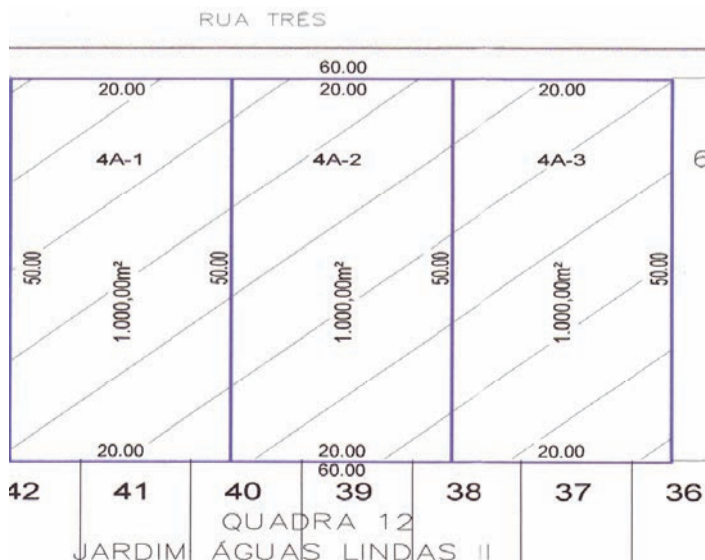 RUA TRÊS
60.00
20.00 20.00 20.00
4A-1 4A-2 4A-3 6
50.00 50.00 50.00 50.00
1.000,00m² 1.000,00m² 1.000,00m²
20.00 20.00 20.00
60.00
42 41 40 39 38 37 36
QUADRA 12
JARDIM ÁGUAS LINDAS II